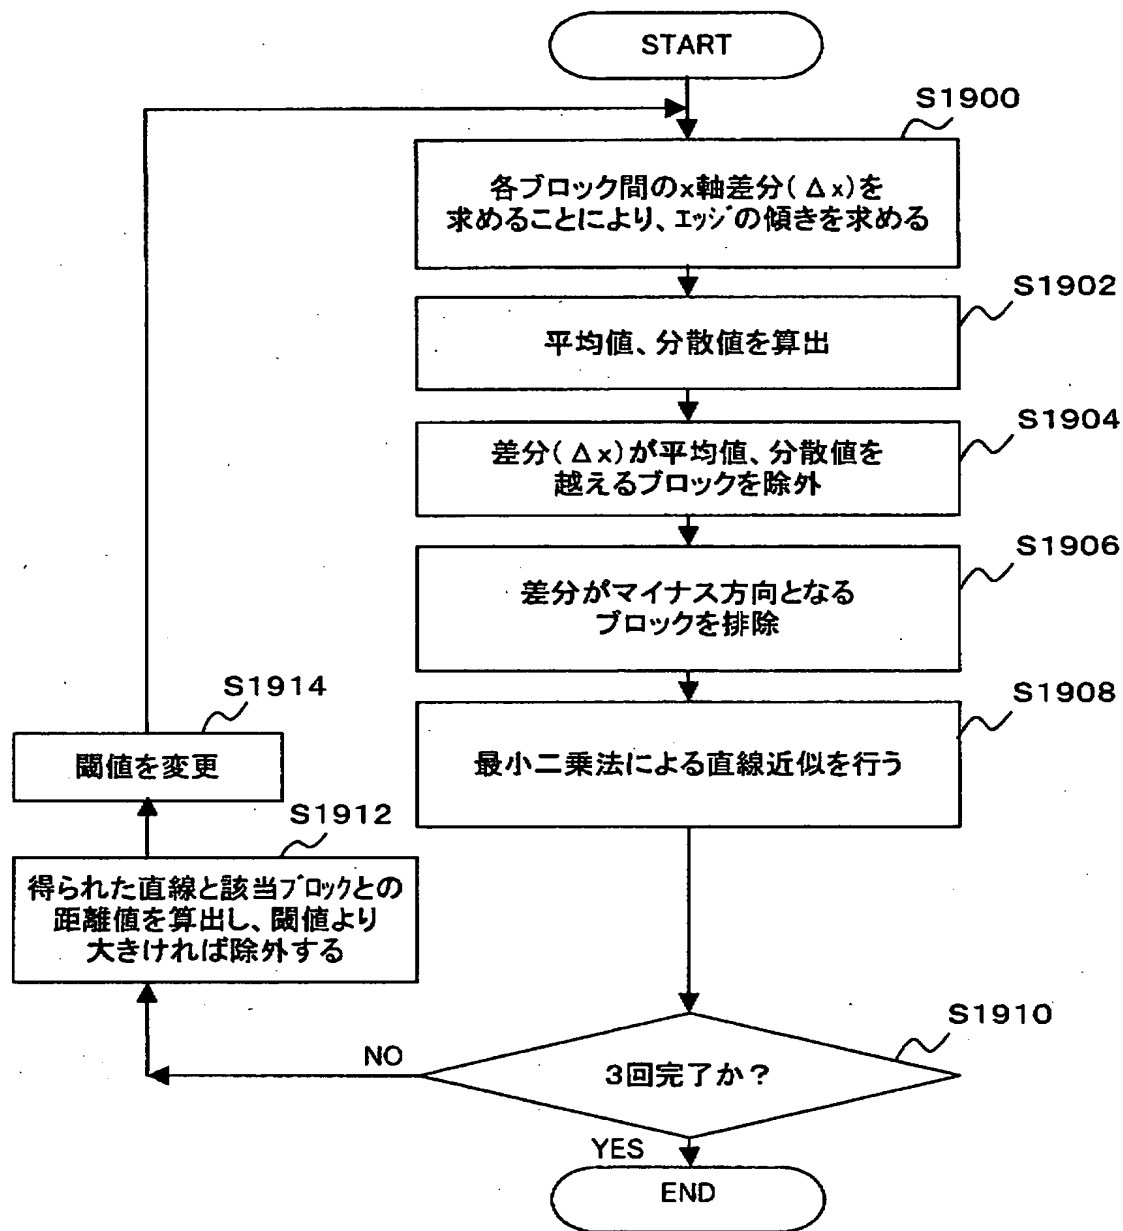 START
S1900
各ブロック間のx軸差分(Δx)を
求めることにより、エッジの傾きを求める
S1902
平均値、分散値を算出
S1904
差分(Δx)が平均値、分散値を
越えるブロックを除外
S1906
差分がマイナス方向となる
ブロックを排除
S1908
最小二乗法による直線近似を行う
S1914
閾値を変更
S1912
得られた直線と該当ブロックとの
距離値を算出し、閾値より
大きければ除外する
S1910
3回完了か?
NO
YES
END